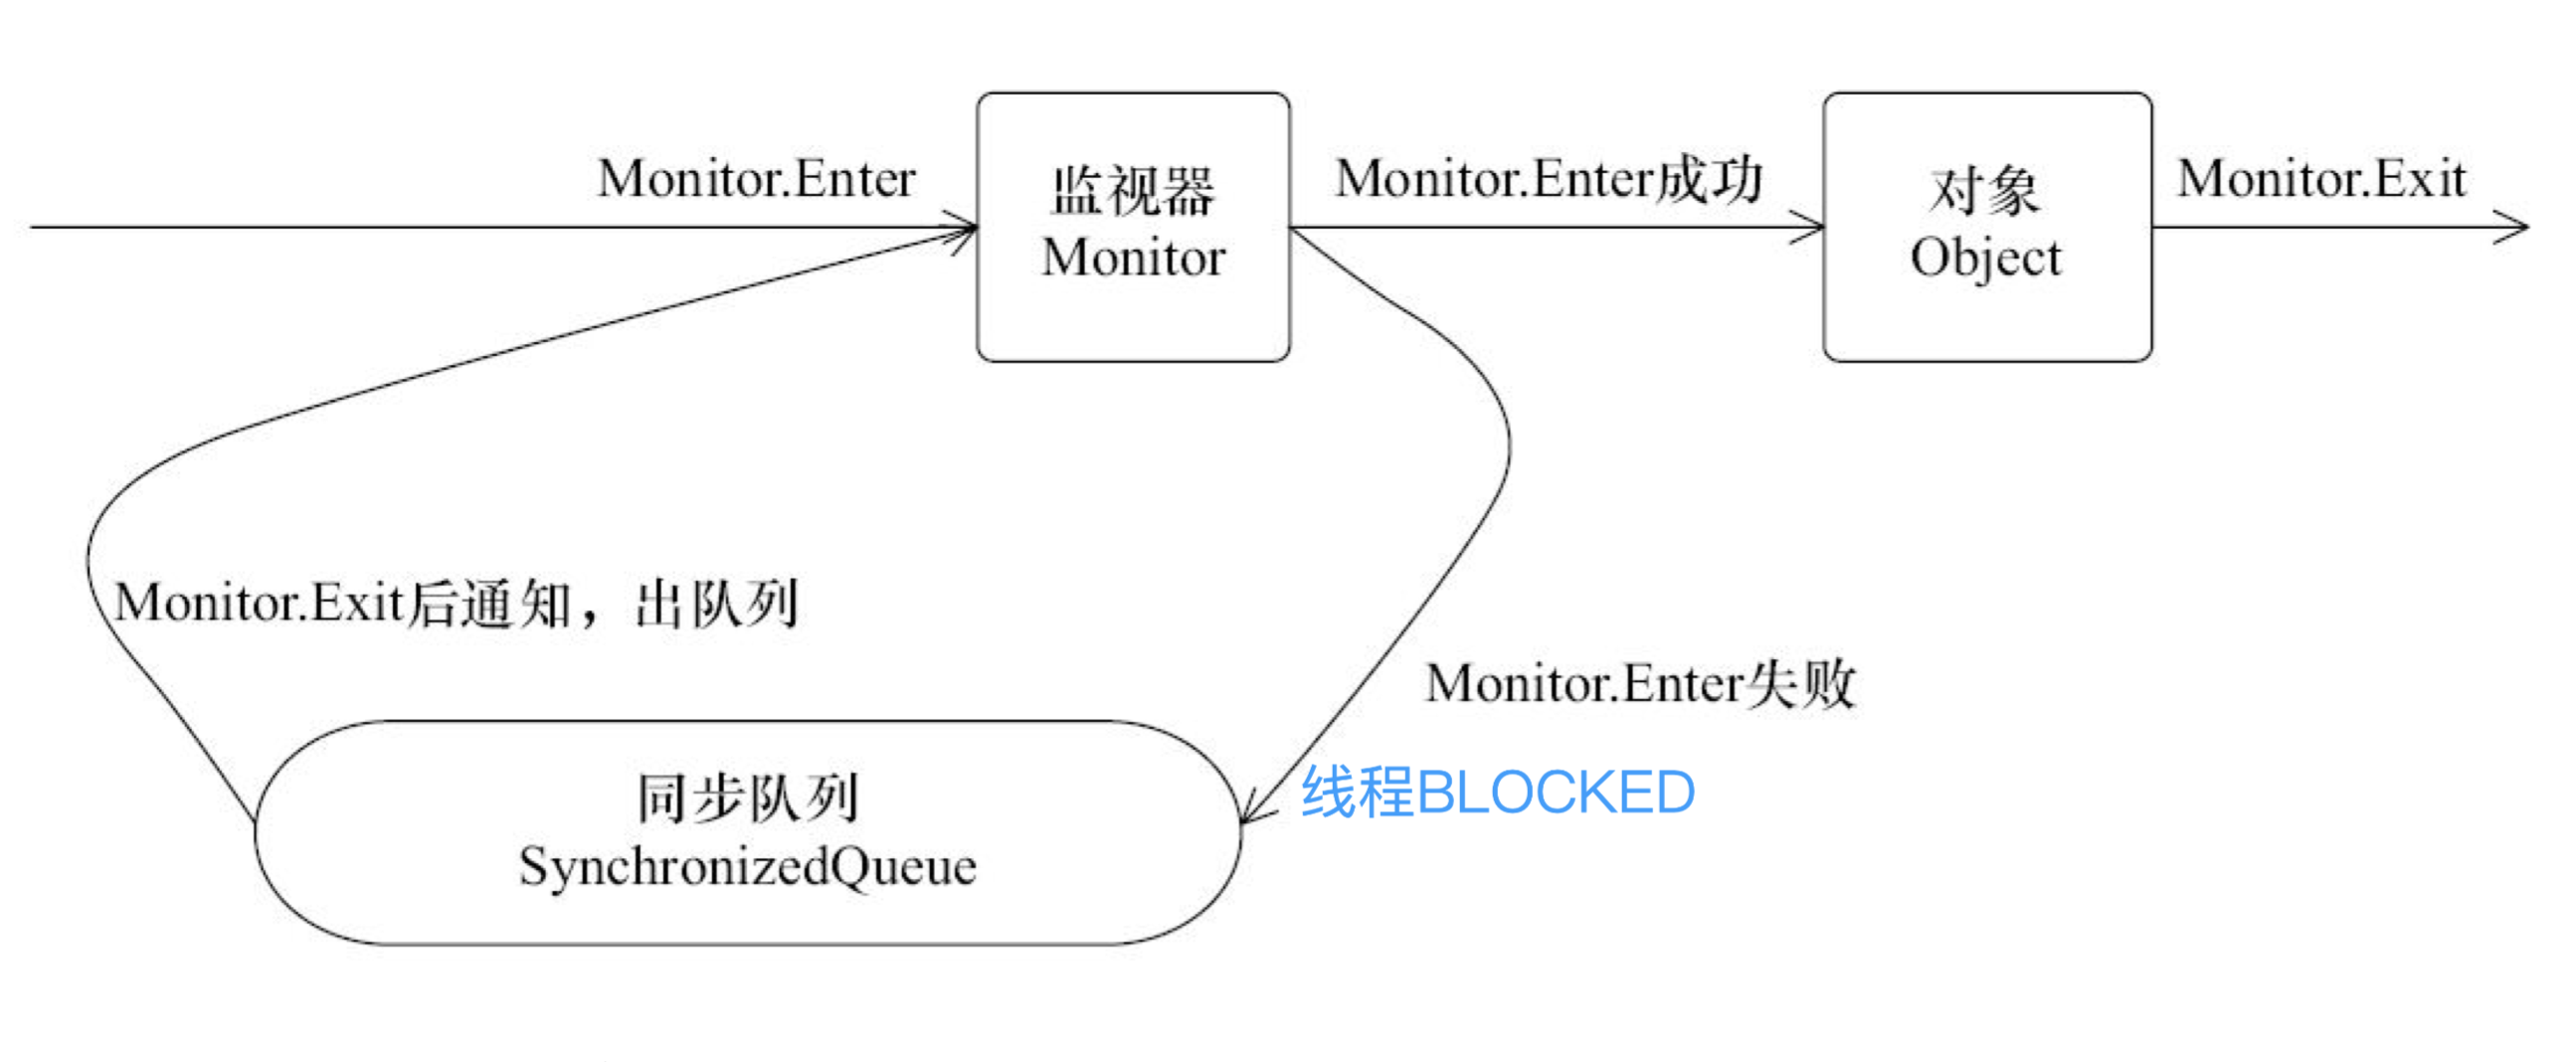 Monitor.Enter
监视器
Monitor
Monitor.Enter成功
对象
Object
Monitor.Exit
Monitor.Exit后通知，出队列
Monitor.Enter失败
线程BLOCKED
同步队列
SynchronizedQueue